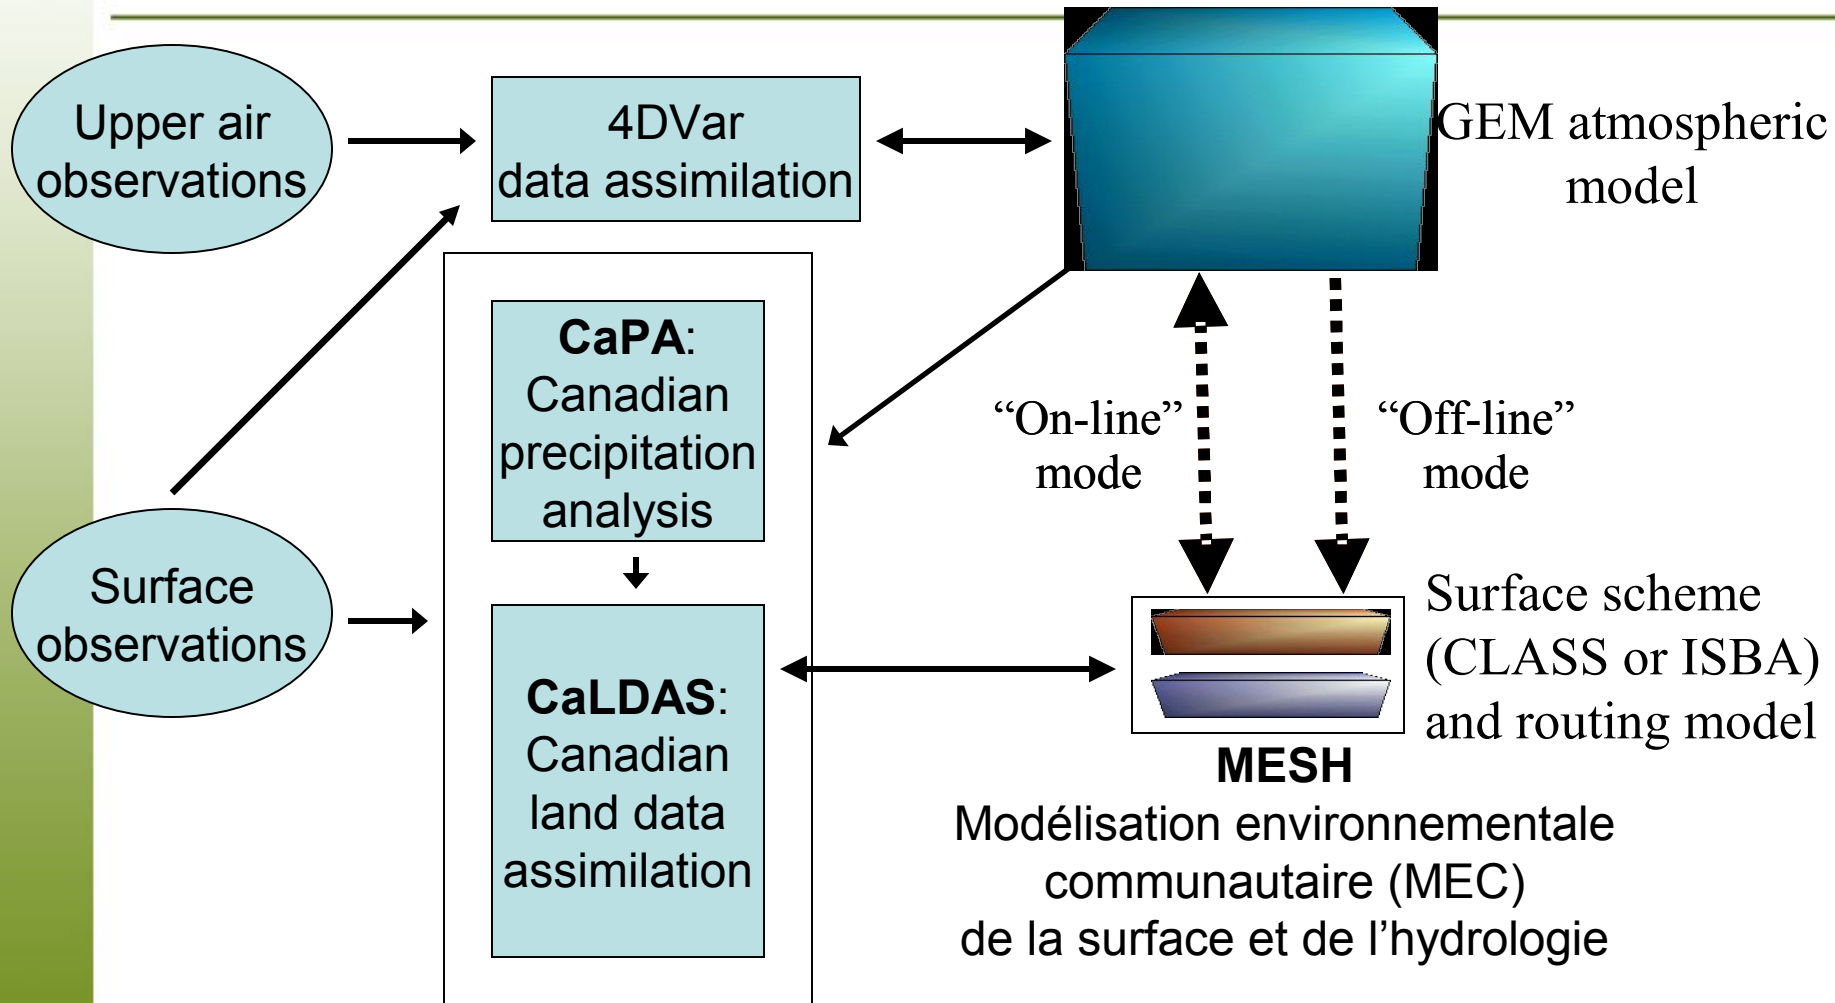 Upper air
observations
4DVar
data assimilation
GEM atmospheric
model
CaPA:
Canadian
precipitation
analysis
“On-line”
mode
“Off-line”
mode
Surface
observations
CaLDAS:
Canadian
land data
assimilation
Surface scheme
(CLASS or ISBA)
and routing model
MESH
Modélisation environnementale
communautaire (MEC)
de la surface et de l’hydrologie